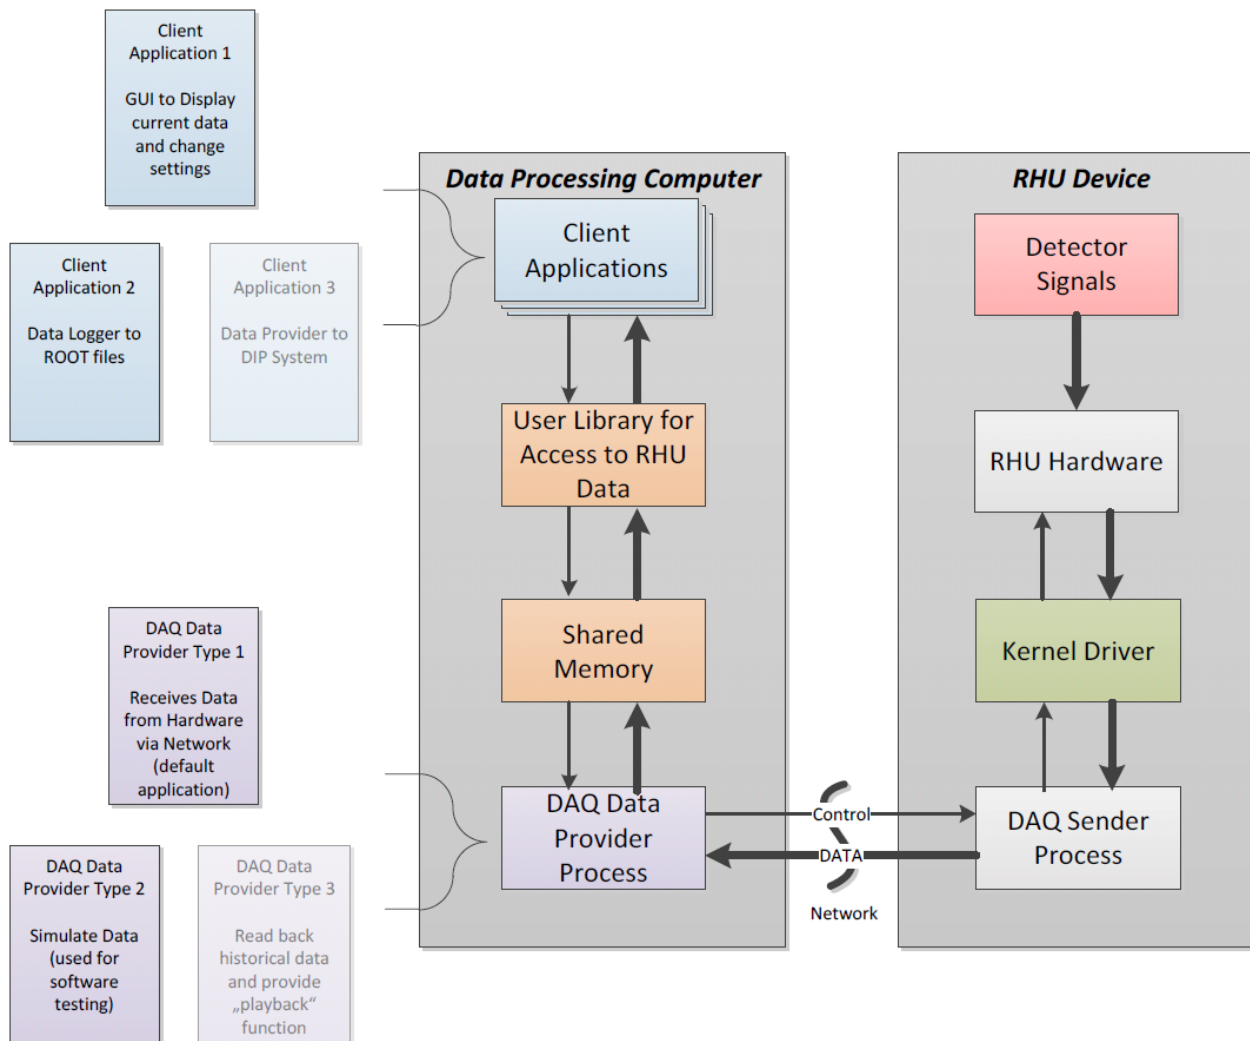 Client
Application 1
GUI to Display
current data
and change
settings
Client
Application 2
Data Logger to
ROOT files
Client
Application 3
Data Provider to
DIP System
DAQ Data
Provider Type 1
Receives Data
from Hardware
via Network
(default
application)
DAQ Data
Provider Type 2
Simulate Data
(used for
software
testing)
DAQ Data
Provider Type 3
Read back
historical data
and provide
„playback“
function
Data Processing Computer
Client
Applications
User Library for
Access to RHU
Data
Shared
Memory
DAQ Data
Provider
Process
Control
DATA
Network
RHU Device
Detector
Signals
RHU Hardware
Kernel Driver
DAQ Sender
Process